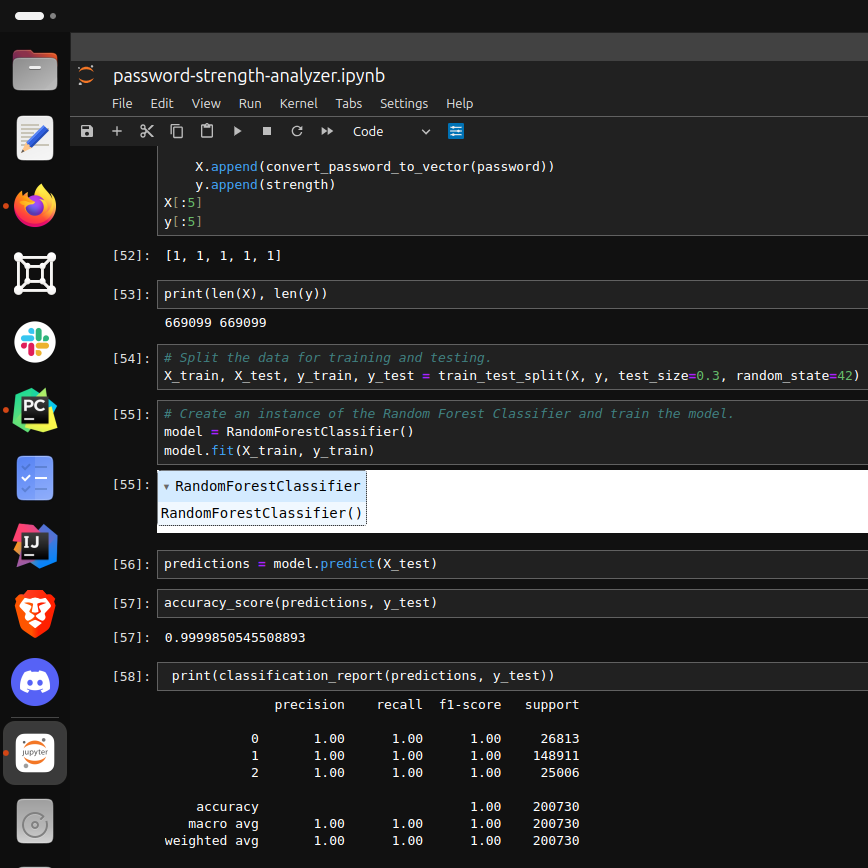 password-strength-analyzer.ipynb
File Edit View Run Kernel Tabs Settings Help
Code
X.append(convert_password_to_vector(password))
y.append(strength)
X[:5]
y[:5]
[52]: [1, 1, 1, 1, 1]
[53]: print(len(X), len(y))
669099 669099
[54]: # Split the data for training and testing.
X_train, X_test, y_train, y_test = train_test_split(X, y, test_size=0.3, random_state=42)
[55]: # Create an instance of the Random Forest Classifier and train the model.
model = RandomForestClassifier()
model.fit(X_train, y_train)
[55]: ▾ RandomForestClassifier
RandomForestClassifier()
[56]: predictions = model.predict(X_test)
[57]: accuracy_score(predictions, y_test)
[57]: 0.9999850545508893
[58]: print(classification_report(predictions, y_test))
precision recall f1-score support
0 1.00 1.00 1.00 26813
1 1.00 1.00 1.00 148911
2 1.00 1.00 1.00 25006
accuracy 1.00 200730
macro avg 1.00 1.00 1.00 200730
weighted avg 1.00 1.00 1.00 200730
PC
IJ
jupyter